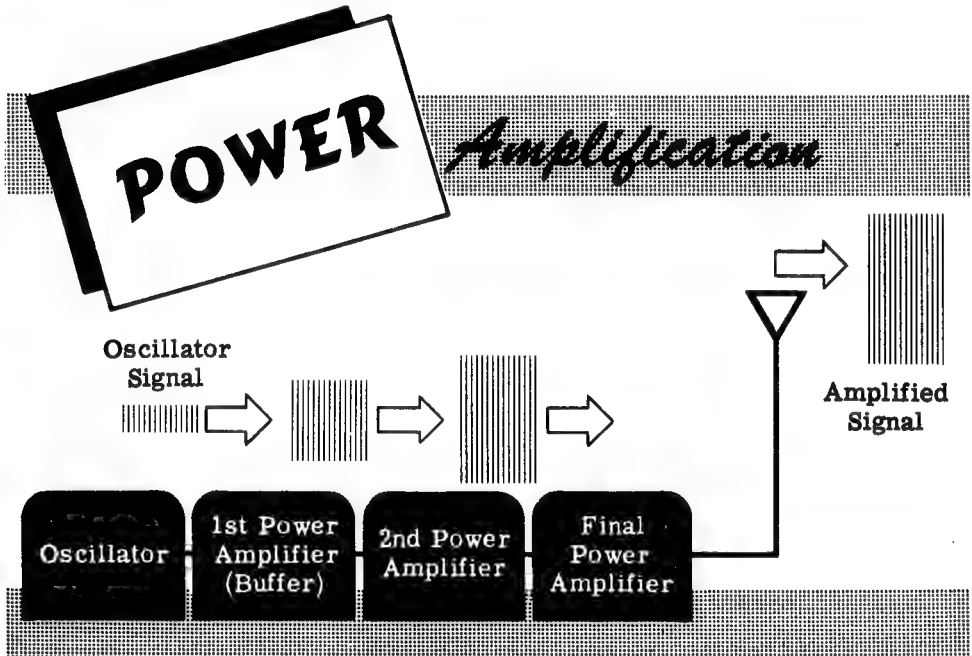 POWER
Amplification
Oscillator
Signal
Amplified
Signal
Oscillator
1st Power
Amplifier
(Buffer)
2nd Power
Amplifier
Final
Power
Amplifier